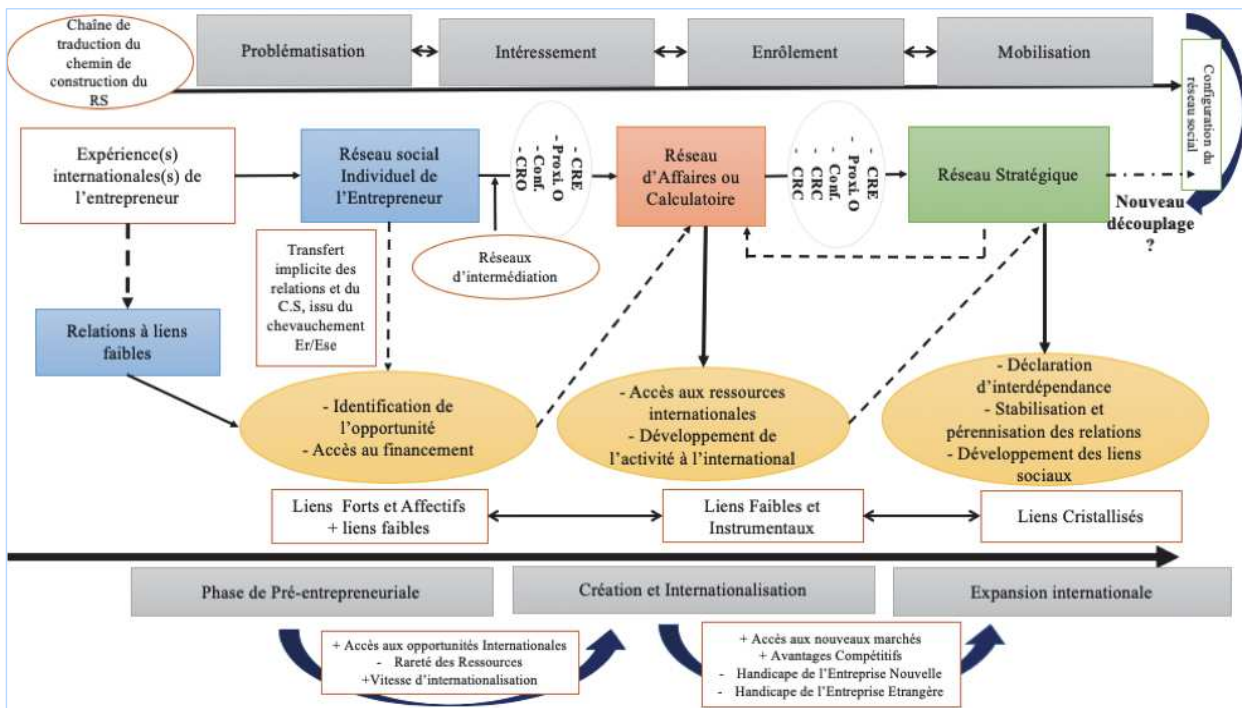 Chaîne de
traduction du
chemin de
construction du
RS
Problématisation
Intéressement
Enrôlement
Mobilisation
Configuration du
réseau social
Expérience(s)
internationales(s) de
l'entrepreneur
Réseau social
Individuel de
l'Entrepreneur
- CRE
- Proxi. O
- Conf.
- CRO
Réseau
d'Affaires ou
Calculatoire
- CRE
- Proxi. O
- Conf.
- CRC
- CRC
Réseau Stratégique
Nouveau
découplage
?
Transfert
implicite des
relations et du
C.S, issu du
chevauchement
Er/Ese
Réseaux
d'intermédiation
Relations à liens
faibles
- Identification de
l'opportunité
- Accès au financement
- Accès aux ressources
internationales
- Développement de
l'activité à l'international
- Déclaration
d'interdépendance
- Stabilisation et
pérennisation des relations
- Développement des liens
sociaux
Liens Forts et Affectifs
+ liens faibles
Liens Faibles et
Instrumentaux
Liens Cristallisés
Phase de Pré-entrepreneuriale
Création et Internationalisation
Expansion internationale
+ Accès aux opportunités Internationales
- Rareté des Ressources
+Vitesse d'internationalisation
+ Accès aux nouveaux marchés
+ Avantages Compétitifs
- Handicape de l'Entreprise Nouvelle
- Handicape de l'Entreprise Etrangère